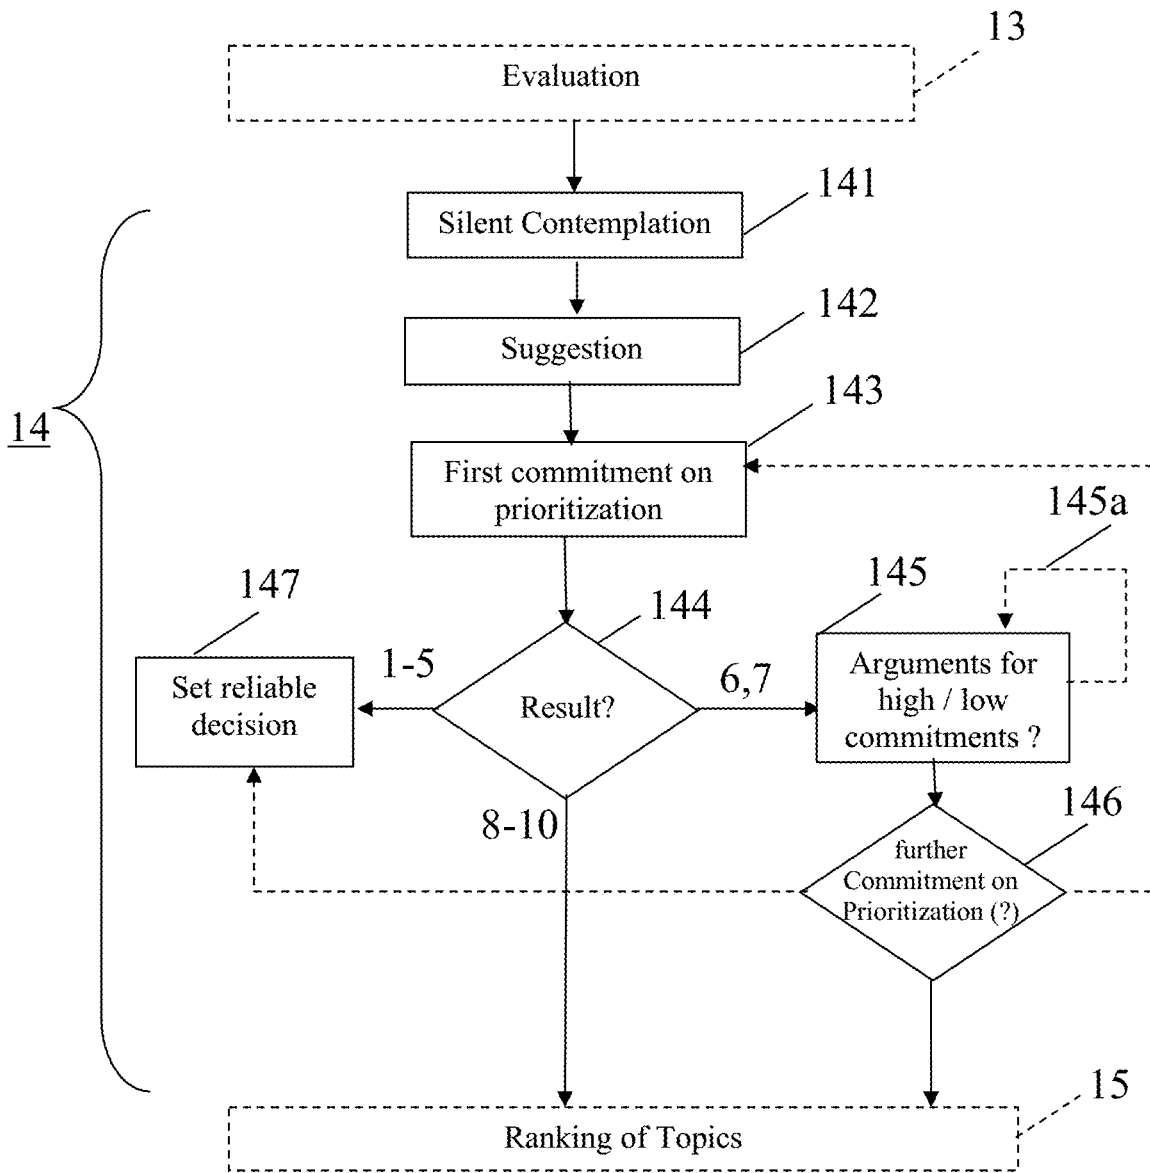 13
Evaluation
141
Silent Contemplation
142
Suggestion
143
14
First commitment on
prioritization
145a
147
144
145
1-5
6,7
Set reliable
decision
Result?
Arguments for
high / low
commitments ?
8-10
146
further
Commitment on
Prioritization (?)
15
Ranking of Topics